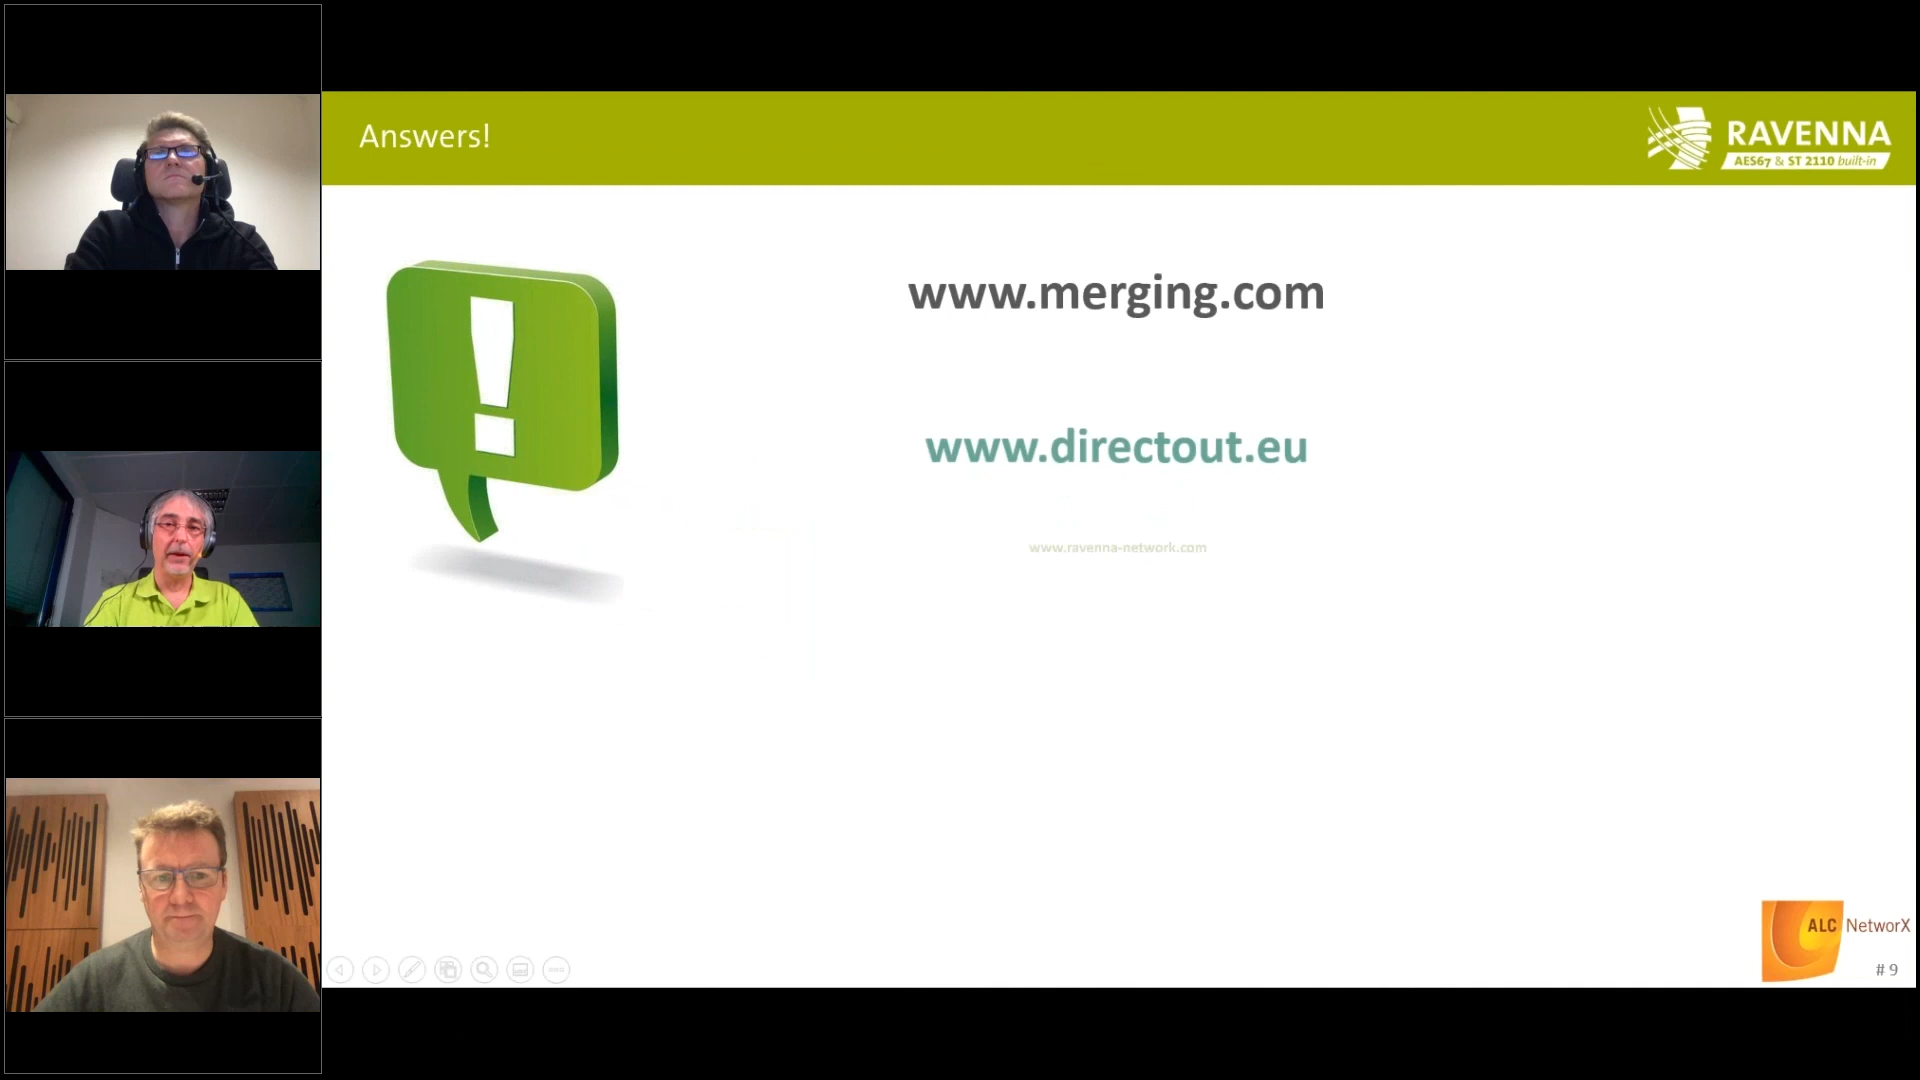 Answers!
RAVENNA
AES67 & ST 2110 built-in
www.merging.com
www.directout.eu
www.ravenna-network.com
ALC NetworX
# 9